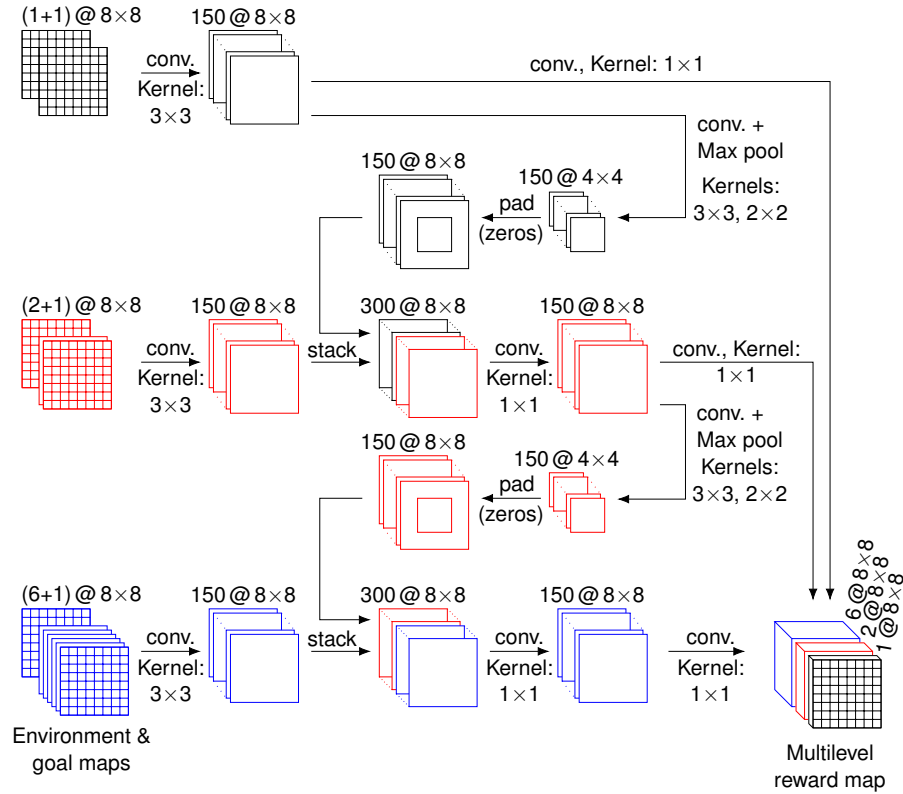 (1+1) @ 8×8
150 @ 8×8
conv.
Kernel:
3×3
conv., Kernel: 1×1
conv. +
Max pool
Kernels:
3×3, 2×2
150 @ 8×8
150 @ 4×4
pad
(zeros)
(2+1) @ 8×8
150 @ 8×8
300 @ 8×8
150 @ 8×8
conv.
Kernel:
3×3
stack
conv.
Kernel:
1×1
conv., Kernel:
1×1
conv. +
Max pool
Kernels:
3×3, 2×2
150 @ 8×8
150 @ 4×4
pad
(zeros)
(6+1) @ 8×8
150 @ 8×8
300 @ 8×8
150 @ 8×8
conv.
Kernel:
3×3
stack
conv.
Kernel:
1×1
conv.
Kernel:
1×1
6 @ 8×8
2 @ 8×8
1 @ 8×8
Environment &
goal maps
Multilevel
reward map